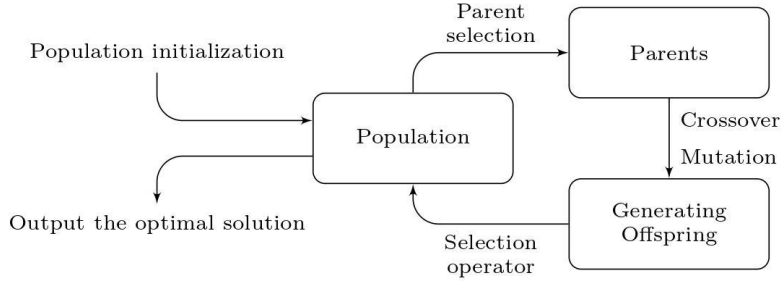 Parent
selection
Population initialization
Parents
Population
Crossover
Mutation
Output the optimal solution
Generating
Offspring
Selection
operator